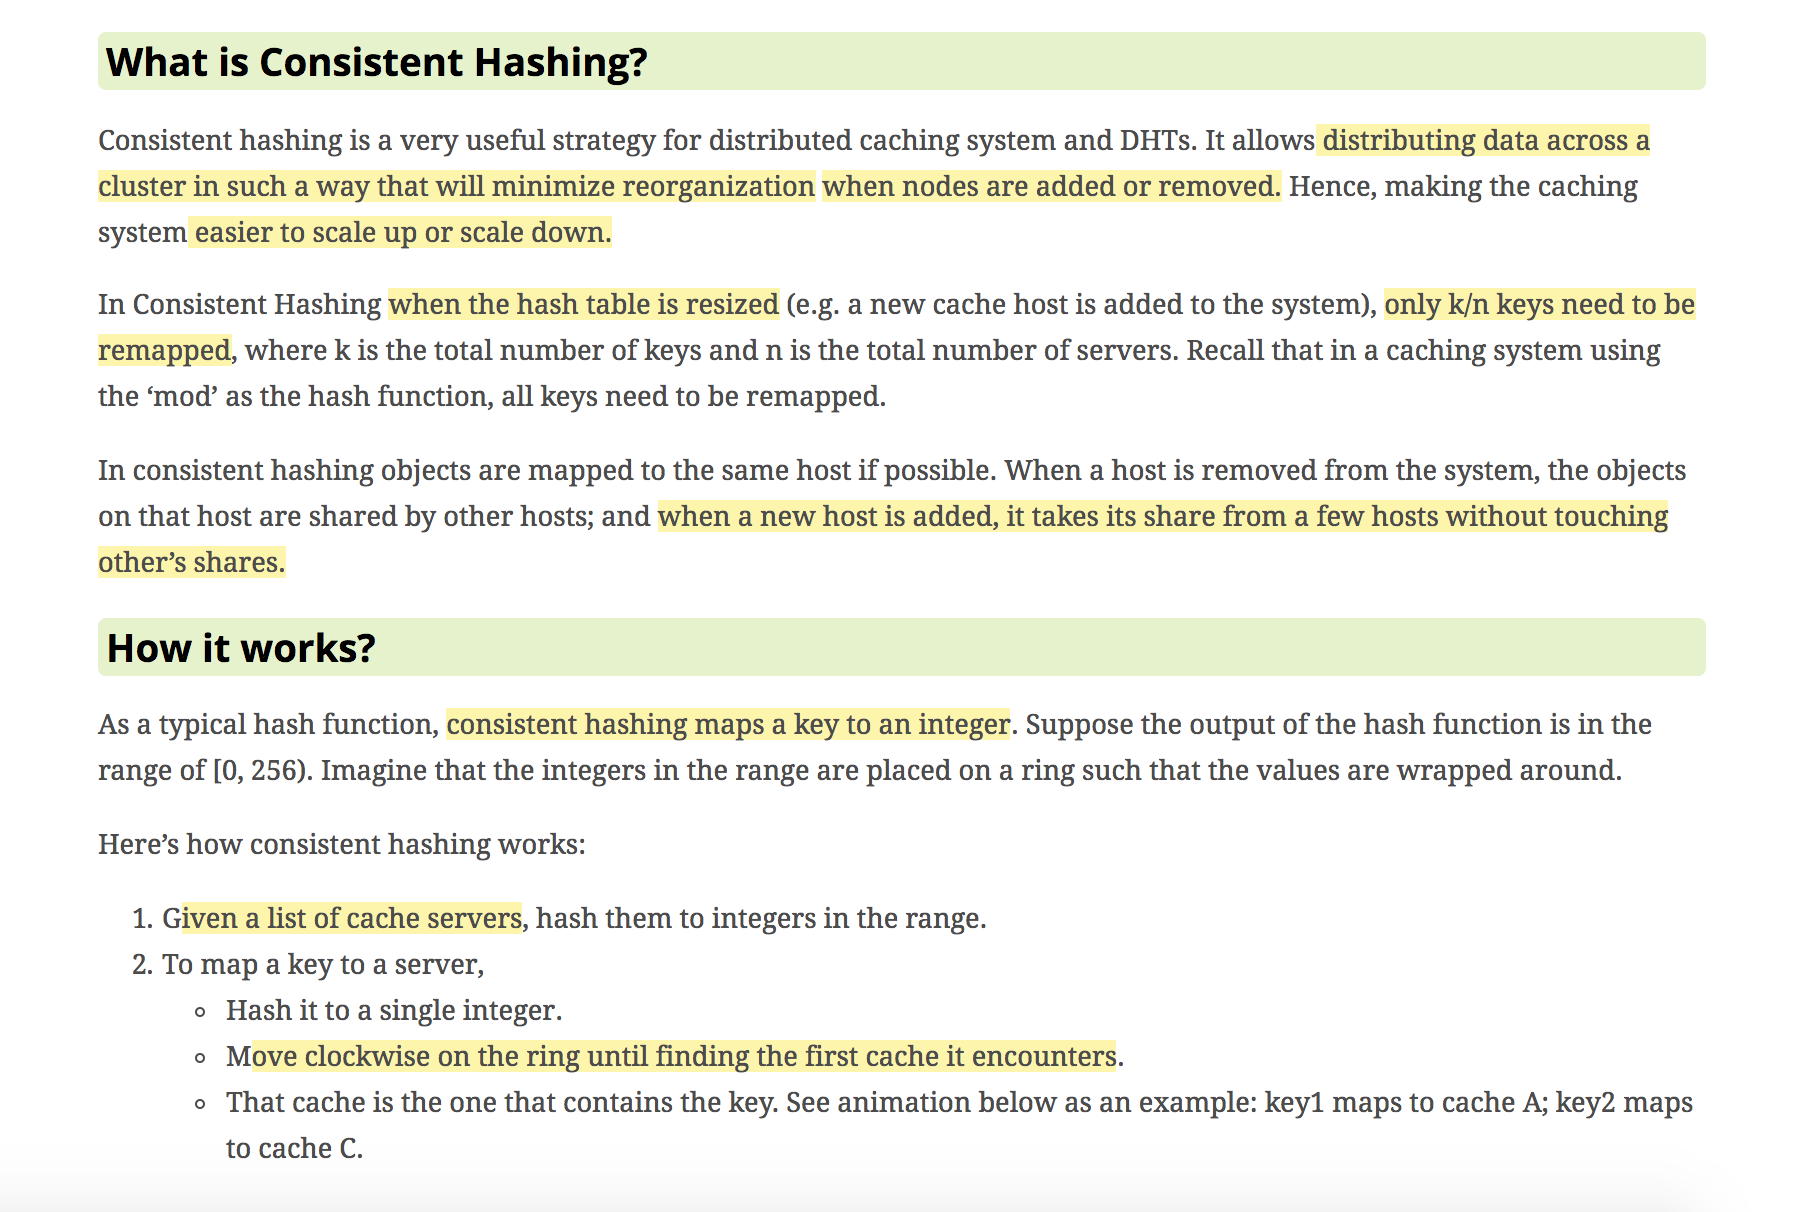 What is Consistent Hashing?
Consistent hashing is a very useful strategy for distributed caching system and DHTs. It allows distributing data across a
cluster in such a way that will minimize reorganization when nodes are added or removed. Hence, making the caching
system easier to scale up or scale down.
In Consistent Hashing when the hash table is resized (e.g. a new cache host is added to the system), only k/n keys need to be
remapped, where k is the total number of keys and n is the total number of servers. Recall that in a caching system using
the ‘mod’ as the hash function, all keys need to be remapped.
In consistent hashing objects are mapped to the same host if possible. When a host is removed from the system, the objects
on that host are shared by other hosts; and when a new host is added, it takes its share from a few hosts without touching
other’s shares.
How it works?
As a typical hash function, consistent hashing maps a key to an integer. Suppose the output of the hash function is in the
range of [0, 256). Imagine that the integers in the range are placed on a ring such that the values are wrapped around.
Here’s how consistent hashing works:
1. Given a list of cache servers, hash them to integers in the range.
2. To map a key to a server,
◦ Hash it to a single integer.
◦ Move clockwise on the ring until finding the first cache it encounters.
◦ That cache is the one that contains the key. See animation below as an example: key1 maps to cache A; key2 maps
to cache C.